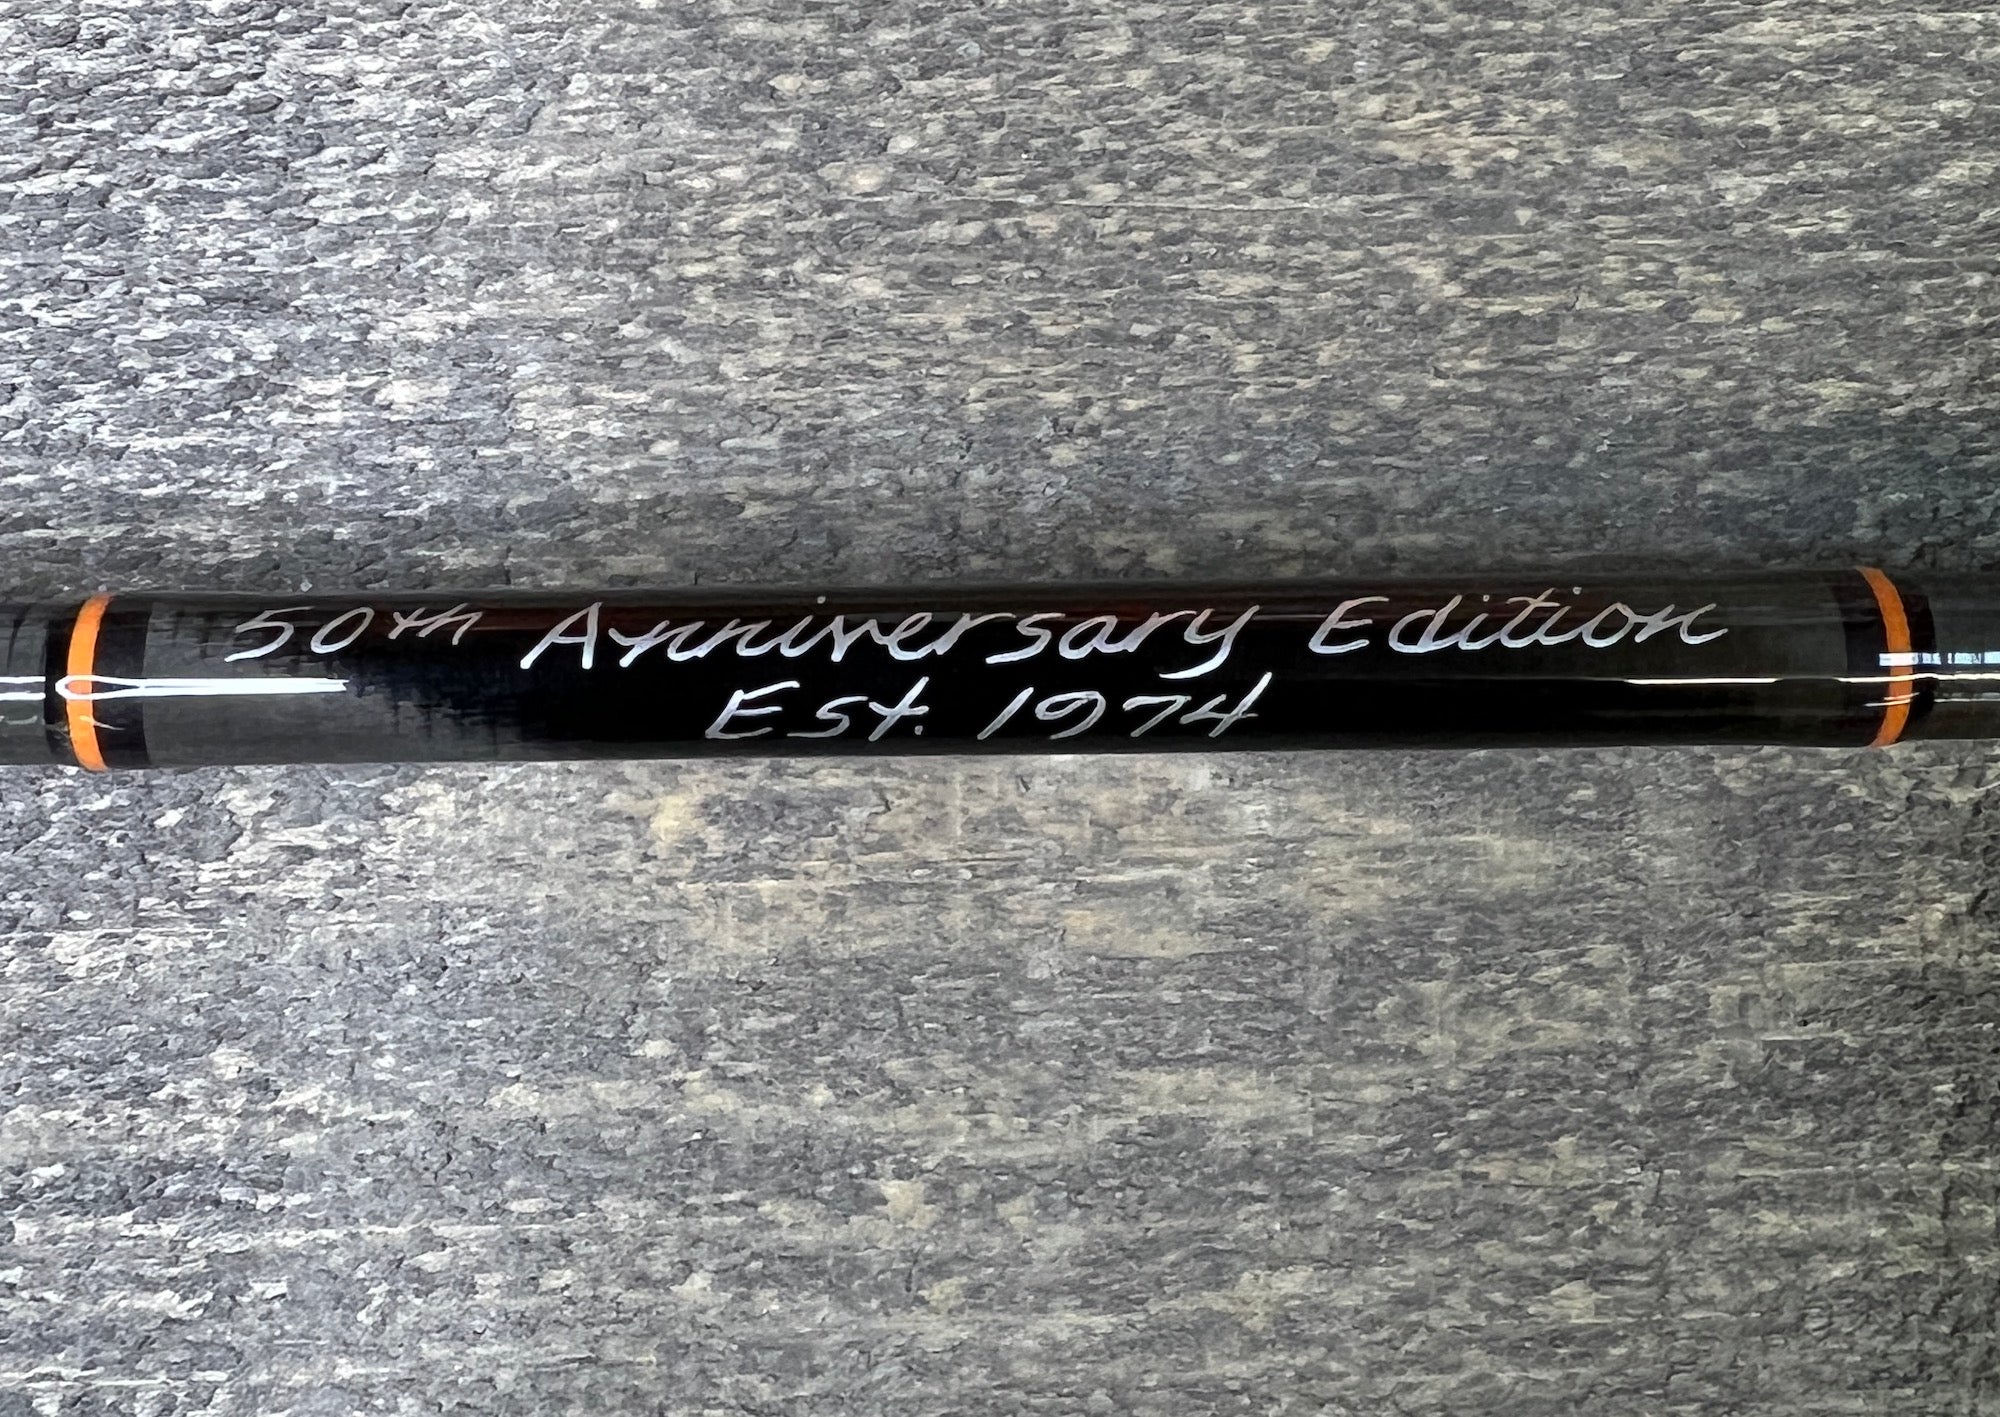 50th Anniversary Edition
Est. 1974